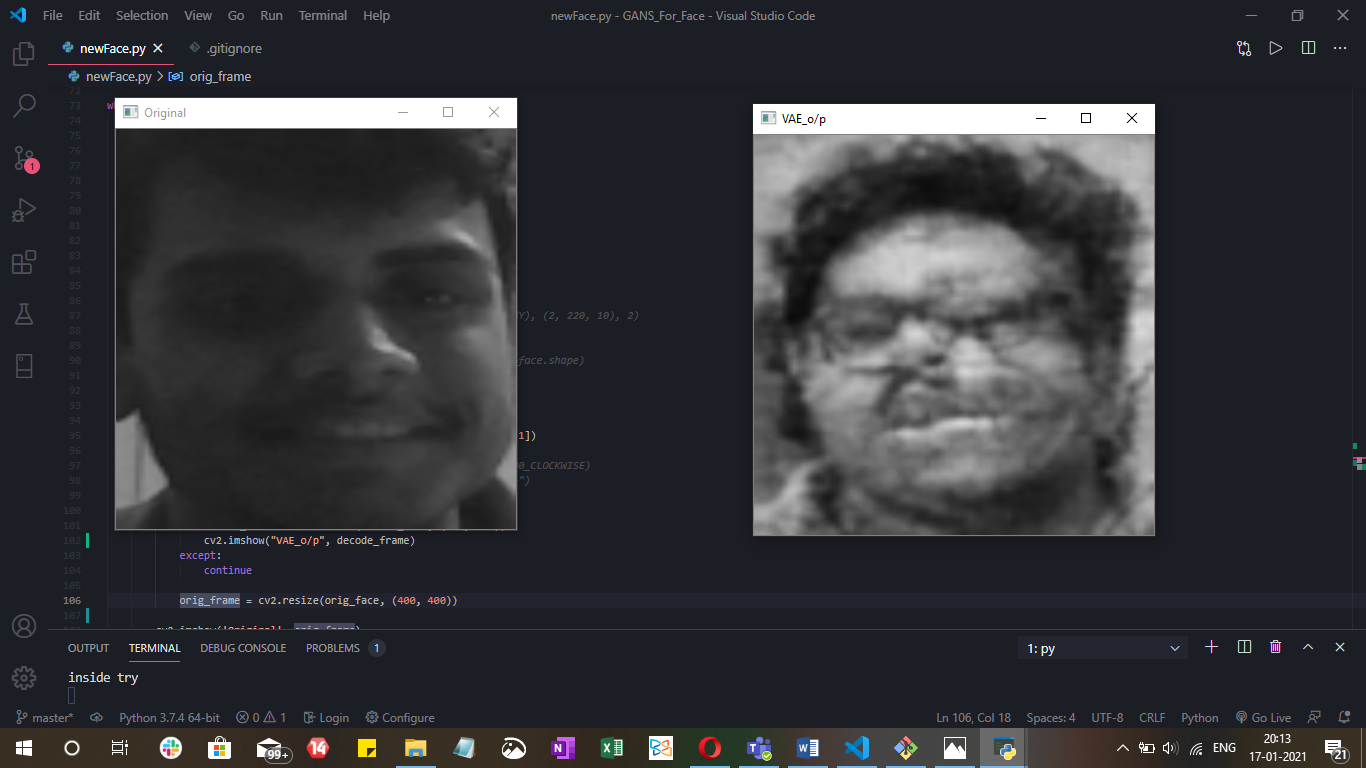 File Edit Selection View Go Run Terminal Help
newFace.py - GANS_For_Face - Visual Studio Code
newFace.py
.gitignore
newFace.py > orig_frame
Original
VAE_o/p
72
73 w
74
75
76
77
78
79
80
81
82
83
84
85
86
87 Y), (2, 220, 10), 2)
88
89
90 face.shape)
91
92
93
94
95 1])
96
97 0_CLOCKWISE)
98 ")
99
100
101
102 cv2.imshow("VAE_o/p", decode_frame)
103 except:
104 continue
105
106 orig_frame = cv2.resize(orig_face, (400, 400))
107
OUTPUT TERMINAL DEBUG CONSOLE PROBLEMS 1
1: py
inside try
master* Python 3.7.4 64-bit 0 1 Login Configure
Ln 106, Col 18 Spaces: 4 UTF-8 CRLF Python Go Live
1
99+
14
ENG
20:13
17-01-2021
21